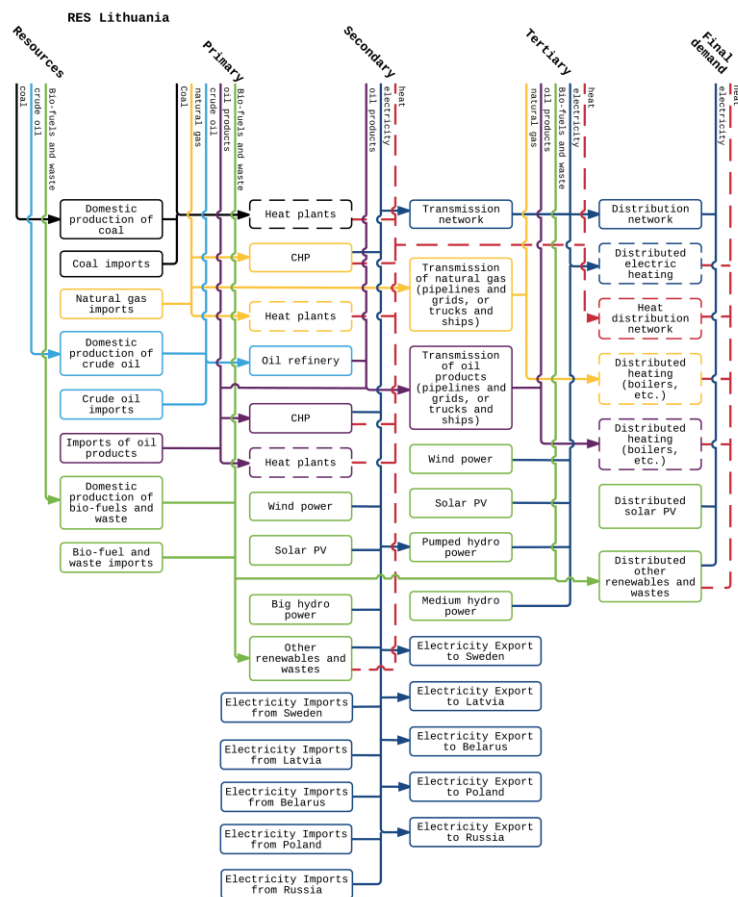 RES Lithuania
Resources
Primary
Secondary
Tertiary
Final
demand
coal
crude oil
Bio-fuels and waste
coal
natural gas
crude oil
oil products
Bio-fuels and waste
oil products
electricity
heat
natural gas
oil products
Bio-fuels and waste
electricity
heat
electricity
heat
Domestic
production of
coal
Coal imports
Natural gas
imports
Domestic
production of
crude oil
Crude oil
imports
Imports of oil
products
Domestic
production of
bio-fuels and
waste
Bio-fuel and
waste imports
Heat plants
CHP
Heat plants
Oil refinery
CHP
Heat plants
Wind power
Solar PV
Big hydro
power
Other
renewables and
wastes
Electricity Imports
from Sweden
Electricity Imports
from Latvia
Electricity Imports
from Belarus
Electricity Imports
from Poland
Electricity Imports
from Russia
Transmission
network
Transmission
of natural gas
(pipelines and
grids, or
trucks and
ships)
Transmission
of oil
products
(pipelines and
grids, or
trucks and
ships)
Wind power
Solar PV
Pumped hydro
power
Medium hydro
power
Electricity Export
to Sweden
Electricity Export
to Latvia
Electricity Export
to Belarus
Electricity Export
to Poland
Electricity Export
to Russia
Distribution
network
Distributed
electric
heating
Heat
distribution
network
Distributed
heating
(boilers,
etc.)
Distributed
heating
(boilers,
etc.)
Distributed
solar PV
Distributed
other
renewables and
wastes